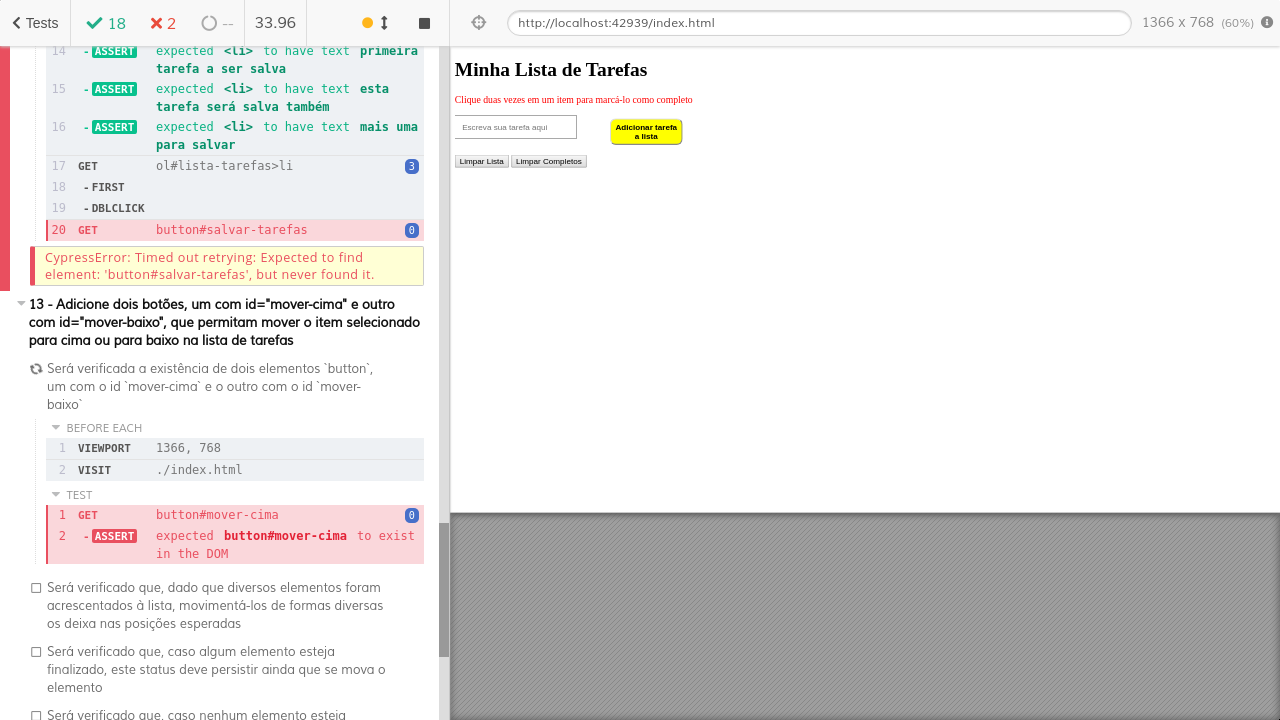 Tests 18 2 -- 33.96
14 - ASSERT expected <li> to have text primeira
tarefa a ser salva
15 - ASSERT expected <li> to have text esta
tarefa será salva também
16 - ASSERT expected <li> to have text mais uma
para salvar
17 GET ol#lista-tarefas>li 3
18 - FIRST
19 - DBLCLICK
20 GET button#salvar-tarefas 0
CypressError: Timed out retrying: Expected to find
element: 'button#salvar-tarefas', but never found it.
13 - Adicione dois botões, um com id="mover-cima" e outro
com id="mover-baixo", que permitam mover o item selecionado
para cima ou para baixo na lista de tarefas
Será verificada a existência de dois elementos `button`,
um com o id `mover-cima` e o outro com o id `mover-
baixo`
BEFORE EACH
1 VIEWPORT 1366, 768
2 VISIT ./index.html
TEST
1 GET button#mover-cima 0
2 - ASSERT expected button#mover-cima to exist
in the DOM
Será verificado que, dado que diversos elementos foram
acrescentados à lista, movimentá-los de formas diversas
os deixa nas posições esperadas
Será verificado que, caso algum elemento esteja
finalizado, este status deve persistir ainda que se mova o
elemento
Será verificado que, caso nenhum elemento esteja
http://localhost:42939/index.html 1366 x 768 (60%)
Minha Lista de Tarefas
Clique duas vezes em um item para marcá-lo como completo
Escreva sua tarefa aqui
Adicionar tarefa
a lista
Limpar Lista Limpar Completos